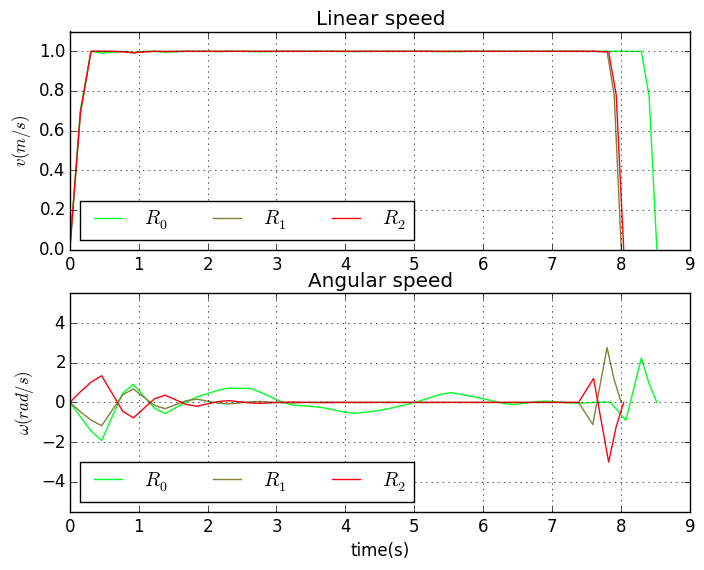 Linear speed
1.0
0.8
0.6
0.4
0.2
0.0
v(m/s)
R₀ R₁ R₂
0 1 2 3 4 5 6 7 8 9
Angular speed
4
2
0
−2
−4
ω(rad/s)
R₀ R₁ R₂
0 1 2 3 4 5 6 7 8 9
time(s)